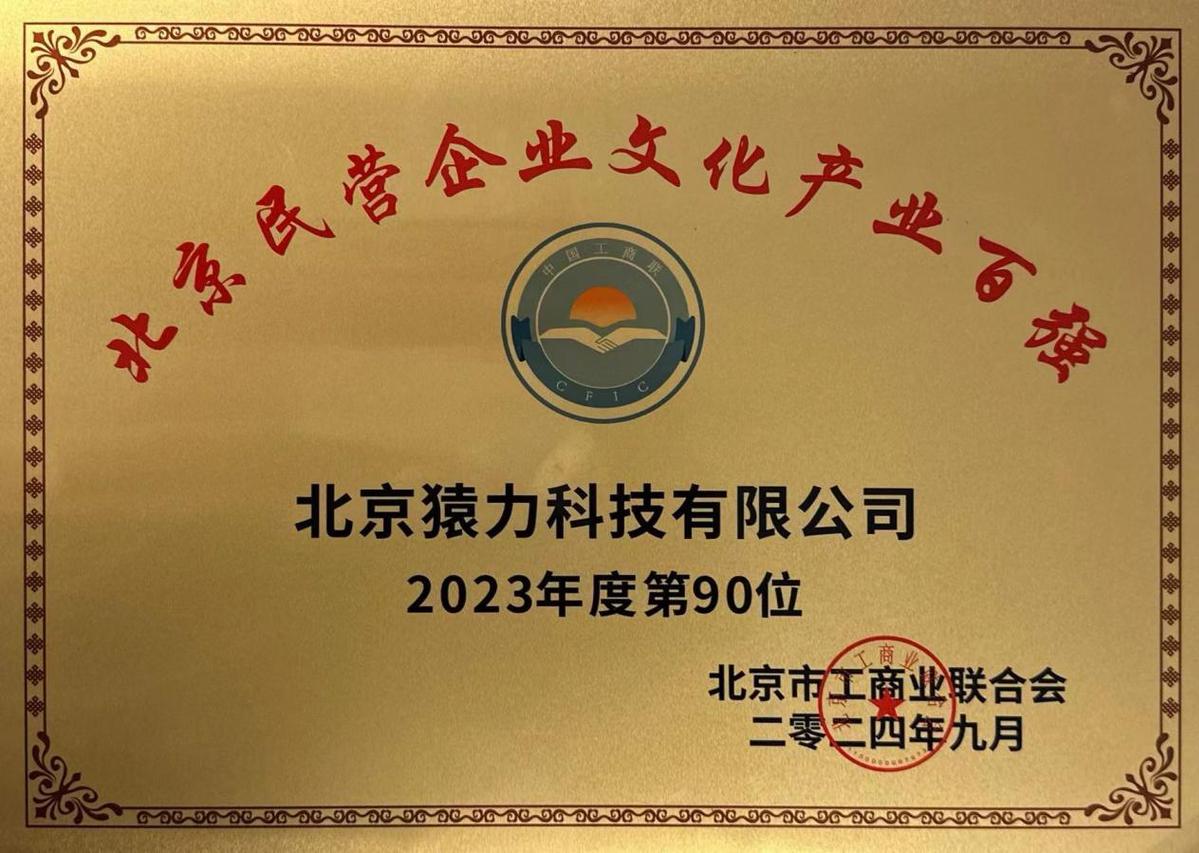 北京民营企业文化产业百强
中国工商联
CFIC
北京猿力科技有限公司
2023年度第90位
北京市工商业联合会
二零二四年九月